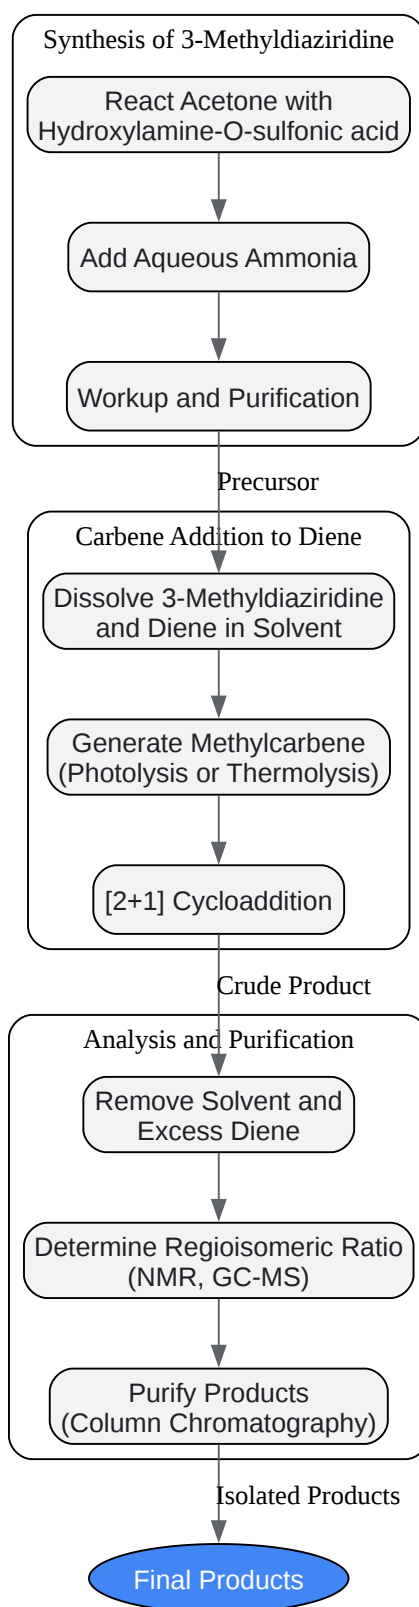 Synthesis of 3-Methyldiaziridine
React Acetone with
Hydroxylamine-O-sulfonic acid
Add Aqueous Ammonia
Workup and Purification
Precursor
Carbene Addition to Diene
Dissolve 3-Methyldiaziridine
and Diene in Solvent
Generate Methylcarbene
(Photolysis or Thermolysis)
[2+1] Cycloaddition
Crude Product
Analysis and Purification
Remove Solvent and
Excess Diene
Determine Regioisomeric Ratio
(NMR, GC-MS)
Purify Products
(Column Chromatography)
Isolated Products
Final Products